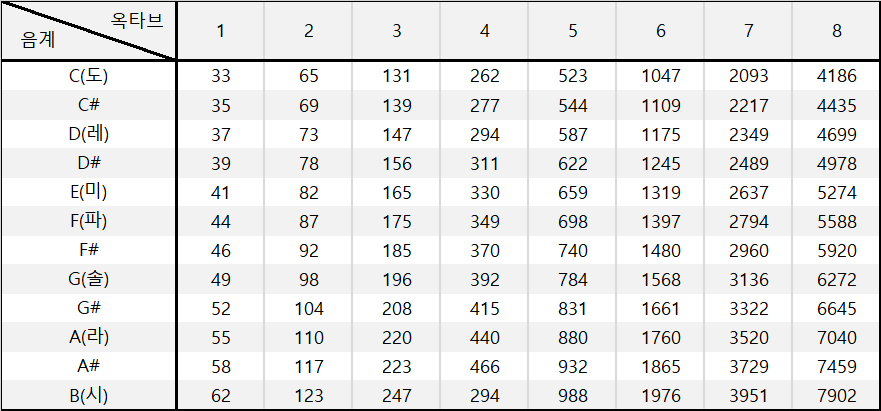 옥타브
음계 1 2 3 4 5 6 7 8
C(도) 33 65 131 262 523 1047 2093 4186
C# 35 69 139 277 544 1109 2217 4435
D(레) 37 73 147 294 587 1175 2349 4699
D# 39 78 156 311 622 1245 2489 4978
E(미) 41 82 165 330 659 1319 2637 5274
F(파) 44 87 175 349 698 1397 2794 5588
F# 46 92 185 370 740 1480 2960 5920
G(솔) 49 98 196 392 784 1568 3136 6272
G# 52 104 208 415 831 1661 3322 6645
A(라) 55 110 220 440 880 1760 3520 7040
A# 58 117 223 466 932 1865 3729 7459
B(시) 62 123 247 294 988 1976 3951 7902